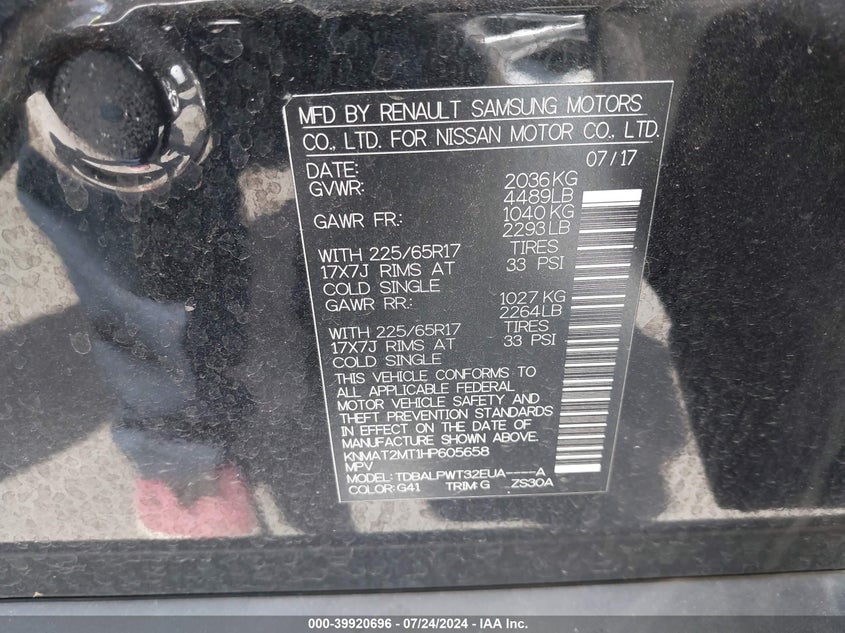 MFD BY RENAULT SAMSUNG MOTORS
CO., LTD. FOR NISSAN MOTOR CO., LTD.
DATE: 07/17
GVWR: 2036KG
4489LB
GAWR FR.: 1040KG
2293LB
WITH 225/65R17 TIRES
17X7J RIMS AT 33 PSI
COLD SINGLE
GAWR RR.: 1027KG
2264LB
WITH 225/65R17 TIRES
17X7J RIMS AT 33 PSI
COLD SINGLE
THIS VEHICLE CONFORMS TO
ALL APPLICABLE FEDERAL
MOTOR VEHICLE SAFETY AND
THEFT PREVENTION STANDARDS
IN EFFECT ON THE DATE OF
MANUFACTURE SHOWN ABOVE.
KNMAT2MT1HP605658
MPV
MODEL: TDBALPWT32EUA----A
COLOR: G41 TRIM: G ZS30A
000-39920696 - 07/24/2024 - IAA Inc.